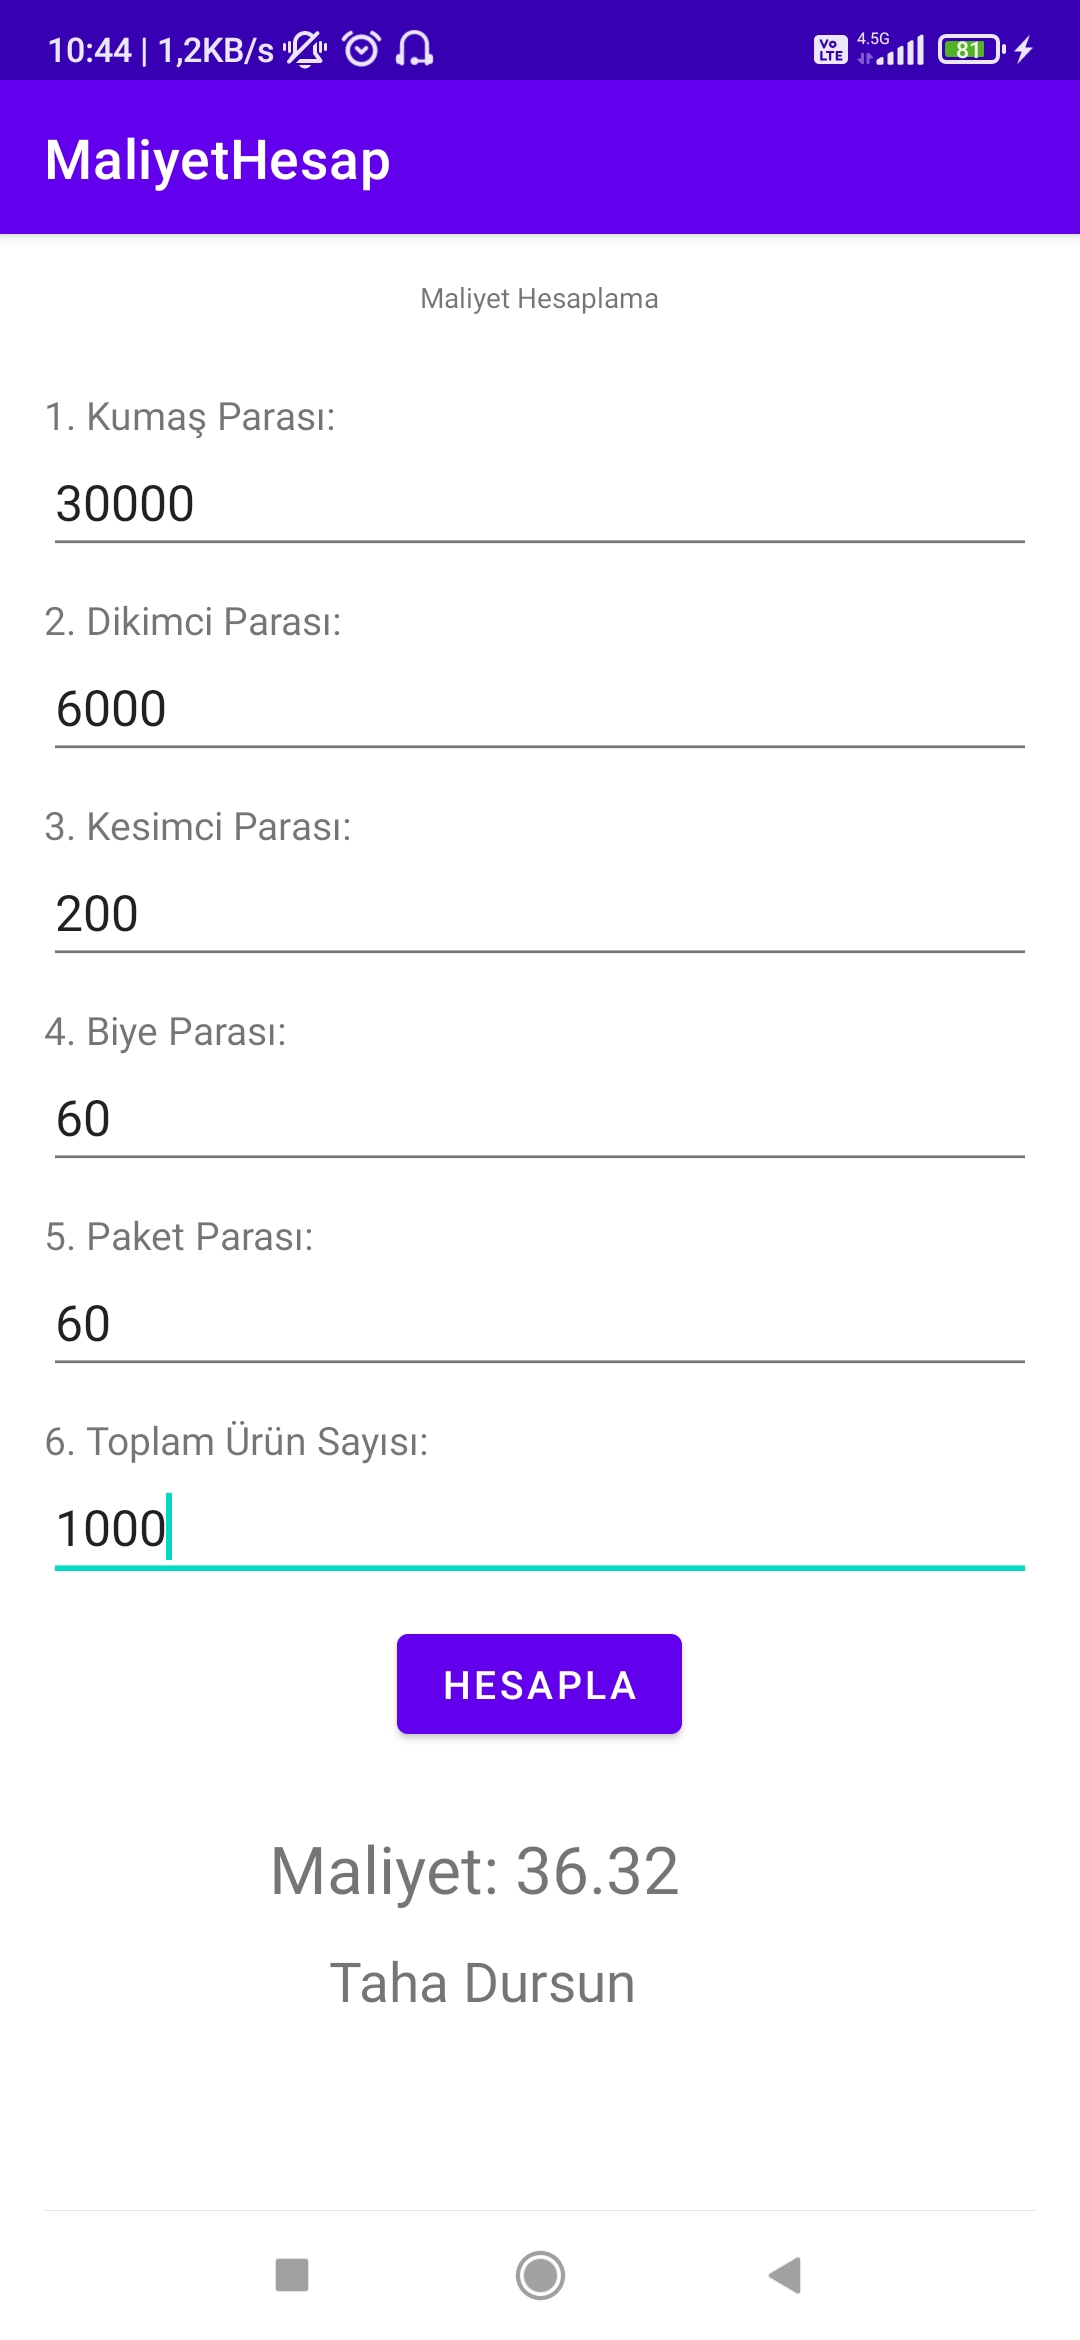 10:44 | 1,2KB/s Vo LTE 4.5G 81
MaliyetHesap
Maliyet Hesaplama
1. Kumaş Parası:
30000
2. Dikimci Parası:
6000
3. Kesimci Parası:
200
4. Biye Parası:
60
5. Paket Parası:
60
6. Toplam Ürün Sayısı:
1000
HESAPLA
Maliyet: 36.32
Taha Dursun